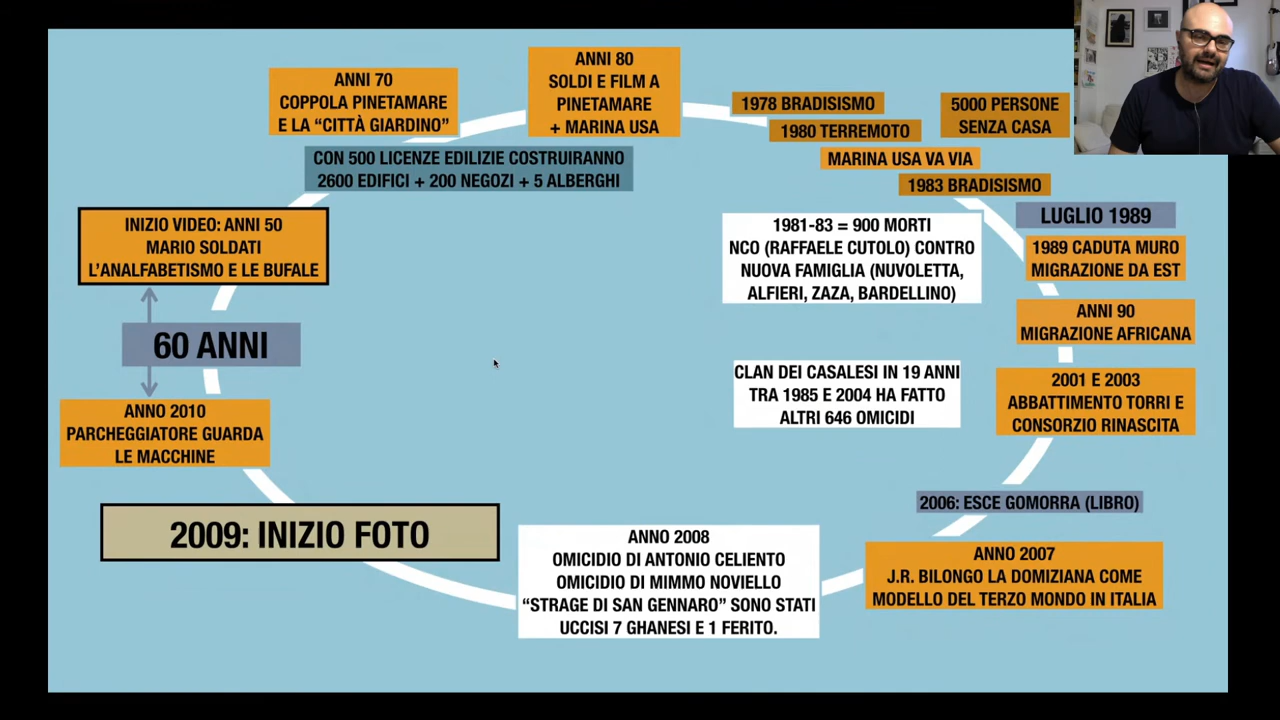 ANNI 70
COPPOLA PINETAMARE
E LA “CITTÀ GIARDINO”
ANNI 80
SOLDI E FILM A
PINETAMARE
+ MARINA USA
1978 BRADISISMO
1980 TERREMOTO
5000 PERSONE
SENZA CASA
MARINA USA VA VIA
1983 BRADISISMO
CON 500 LICENZE EDILIZIE COSTRUIRANNO
2600 EDIFICI + 200 NEGOZI + 5 ALBERGHI
INIZIO VIDEO: ANNI 50
MARIO SOLDATI
L’ANALFABETISMO E LE BUFALE
1981-83 = 900 MORTI
NCO (RAFFAELE CUTOLO) CONTRO
NUOVA FAMIGLIA (NUVOLETTA,
ALFIERI, ZAZA, BARDELLINO)
LUGLIO 1989
1989 CADUTA MURO
MIGRAZIONE DA EST
ANNI 90
MIGRAZIONE AFRICANA
60 ANNI
CLAN DEI CASALESI IN 19 ANNI
TRA 1985 E 2004 HA FATTO
ALTRI 646 OMICIDI
2001 E 2003
ABBATTIMENTO TORRI E
CONSORZIO RINASCITA
ANNO 2010
PARCHEGGIATORE GUARDA
LE MACCHINE
2006: ESCE GOMORRA (LIBRO)
2009: INIZIO FOTO
ANNO 2008
OMICIDIO DI ANTONIO CELIENTO
OMICIDIO DI MIMMO NOVIELLO
“STRAGE DI SAN GENNARO” SONO STATI
UCCISI 7 GHANESI E 1 FERITO.
ANNO 2007
J.R. BILONGO LA DOMIZIANA COME
MODELLO DEL TERZO MONDO IN ITALIA